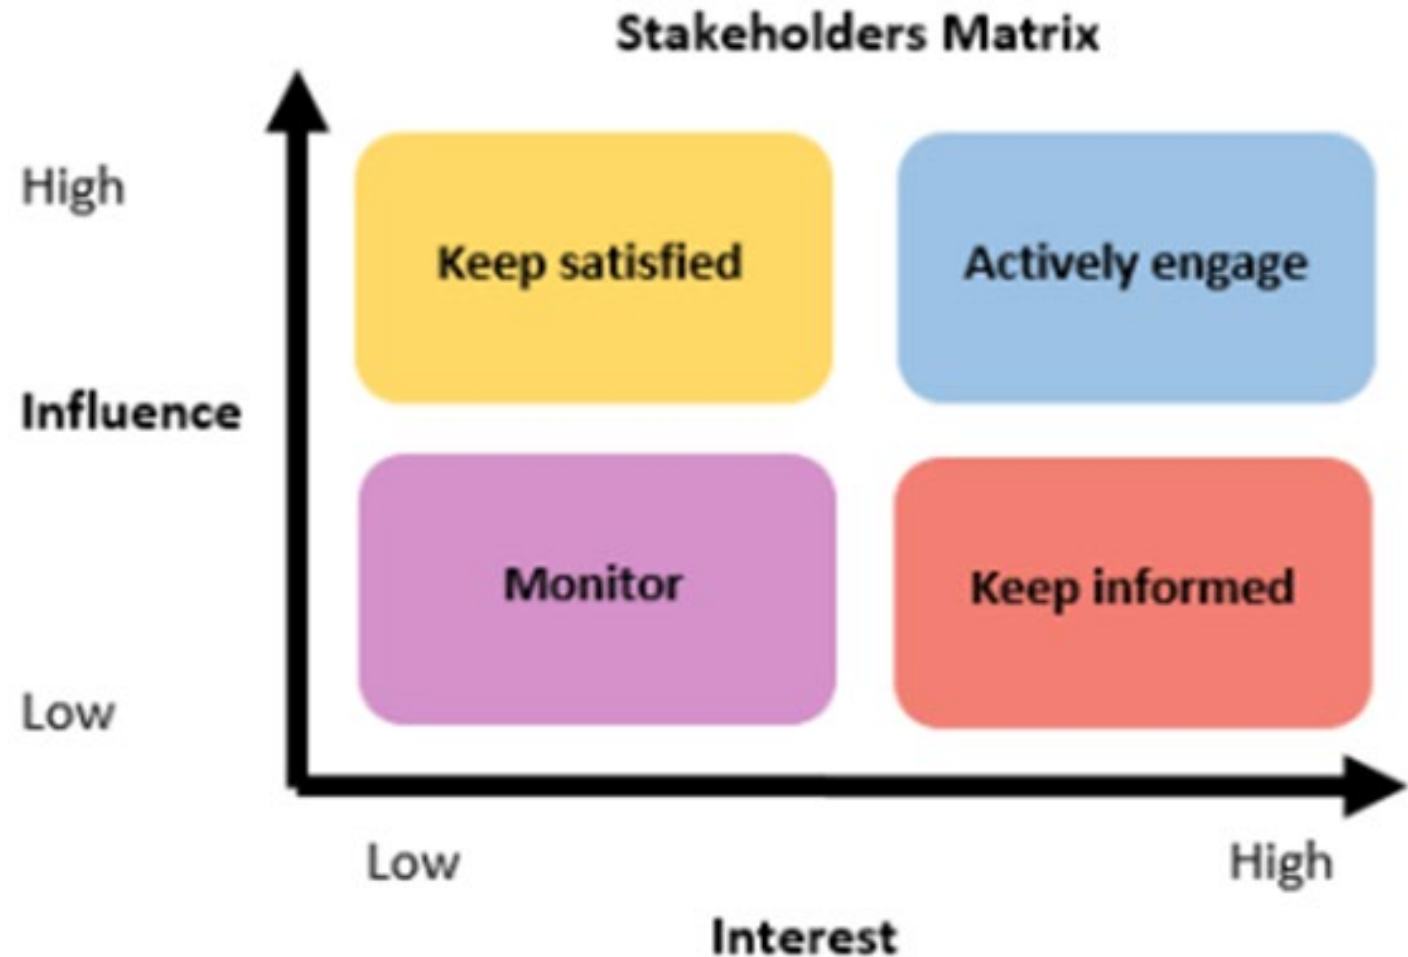 Stakeholders Matrix
High
Keep satisfied
Actively engage
Influence
Monitor
Keep informed
Low
Low
High
Interest